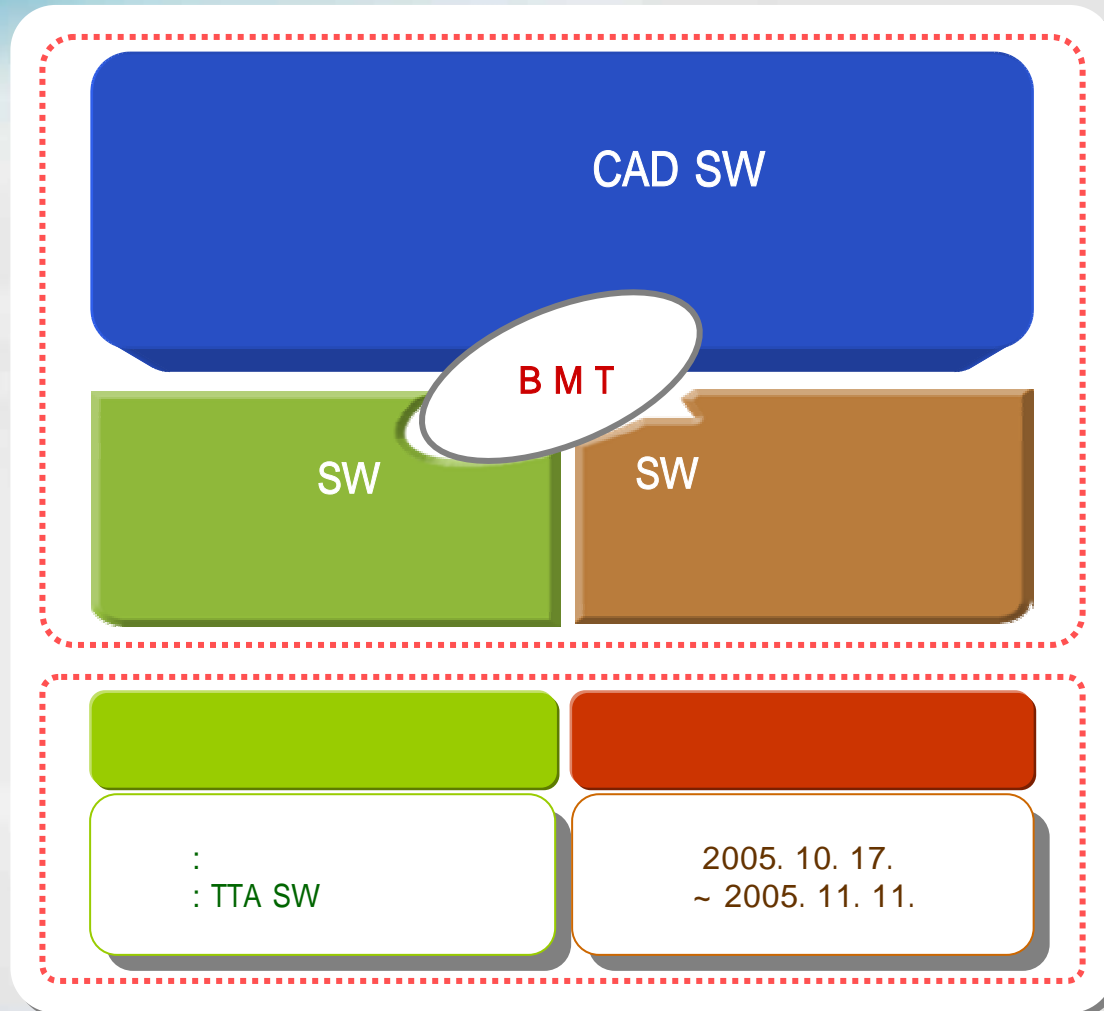 CAD SW
B M T
SW
SW
:
: TTA SW
2005. 10. 17.
~ 2005. 11. 11.